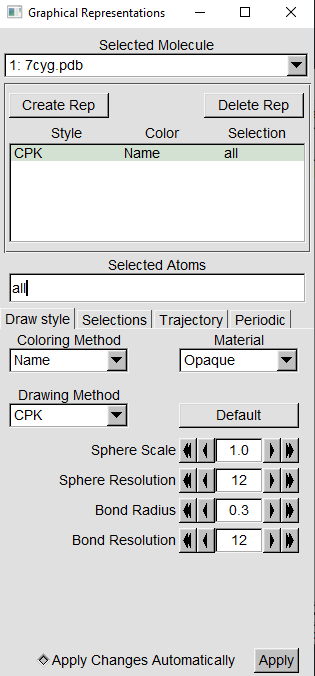 Graphical Representations
Selected Molecule
1: 7cyg.pdb
Create Rep Delete Rep
Style Color Selection
CPK Name all
Selected Atoms
all
Draw style Selections Trajectory Periodic
Coloring Method Material
Name Opaque
Drawing Method
CPK Default
Sphere Scale 1.0
Sphere Resolution 12
Bond Radius 0.3
Bond Resolution 12
Apply Changes Automatically Apply